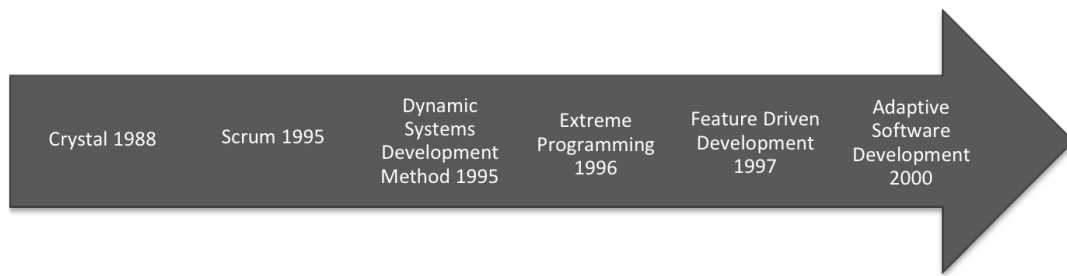 Crystal 1988
Scrum 1995
Dynamic
Systems
Development
Method 1995
Extreme
Programming
1996
Feature Driven
Development
1997
Adaptive
Software
Development
2000